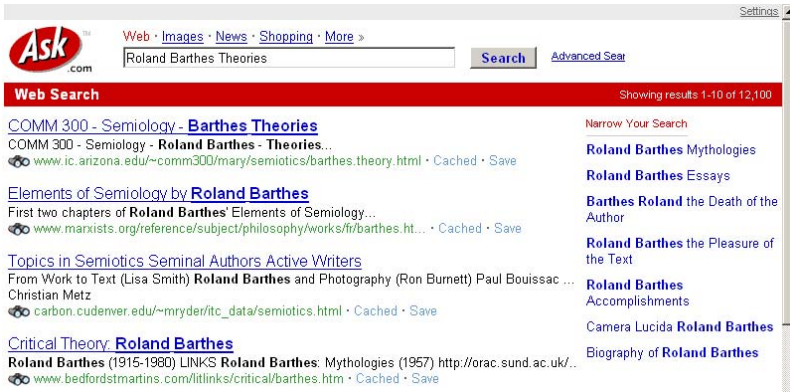 Settings
Ask
.com
TM
Web · Images · News · Shopping · More »
Roland Barthes Theories
Search
Advanced Sear
Web Search
Showing results 1-10 of 12,100
COMM 300 - Semiology - Barthes Theories
COMM 300 - Semiology - Roland Barthes - Theories...
www.ic.arizona.edu/~comm300/mary/semiotics/barthes.theory.html · Cached · Save
Elements of Semiology by Roland Barthes
First two chapters of Roland Barthes' Elements of Semiology...
www.marxists.org/reference/subject/philosophy/works/fr/barthes.ht... · Cached · Save
Topics in Semiotics Seminal Authors Active Writers
From Work to Text (Lisa Smith) Roland Barthes and Photography (Ron Burnett) Paul Bouissac ...
Christian Metz
carbon.cudenver.edu/~mryder/itc_data/semiotics.html · Cached · Save
Critical Theory: Roland Barthes
Roland Barthes (1915-1980) LINKS Roland Barthes: Mythologies (1957) http://orac.sund.ac.uk/..
www.bedfordstmartins.com/litlinks/critical/barthes.htm · Cached · Save
Narrow Your Search
Roland Barthes Mythologies
Roland Barthes Essays
Barthes Roland the Death of the
Author
Roland Barthes the Pleasure of
the Text
Roland Barthes
Accomplishments
Camera Lucida Roland Barthes
Biography of Roland Barthes